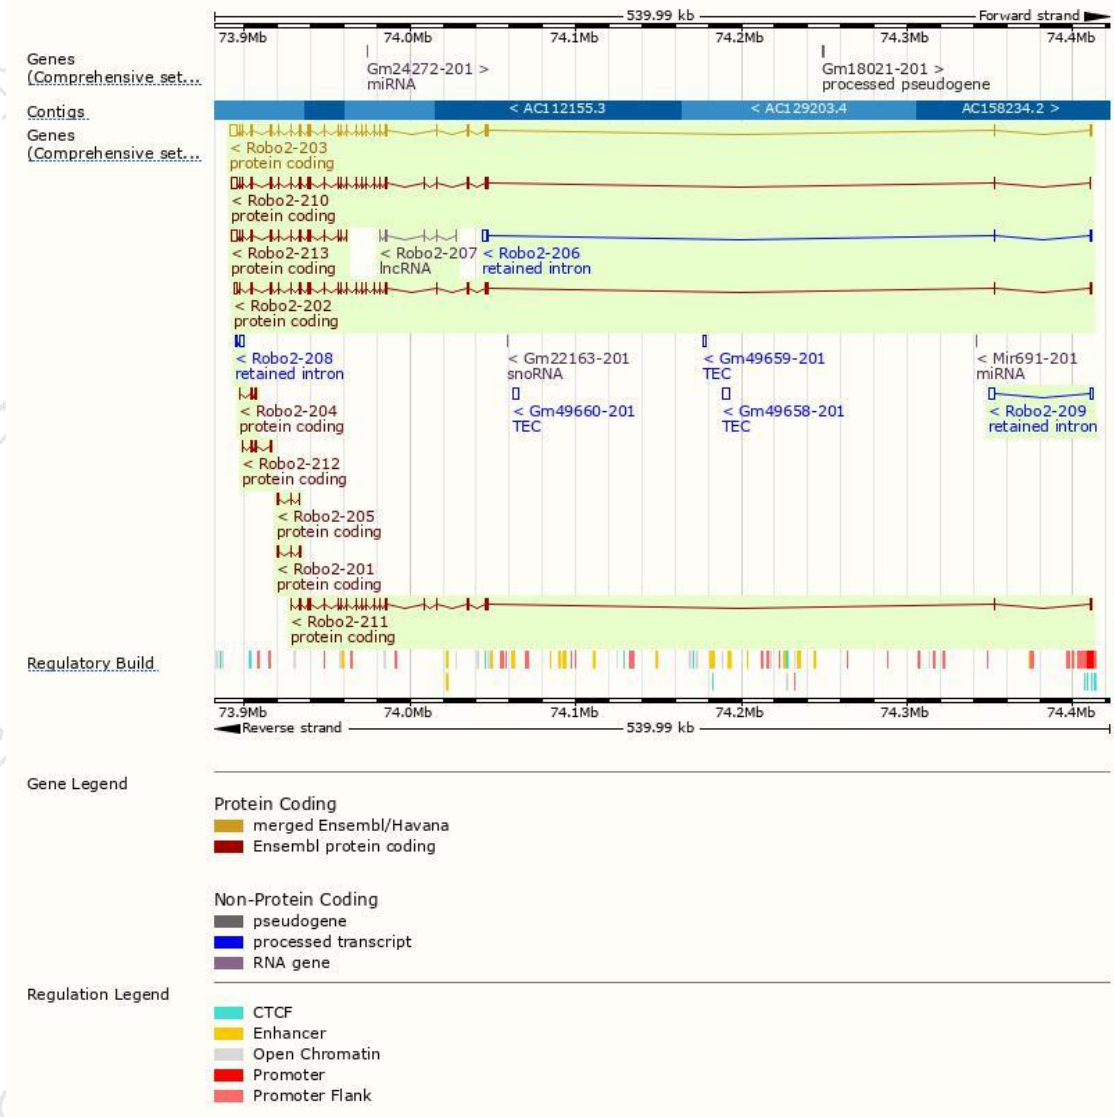 539.99 kb Forward strand
73.9Mb 74.0Mb 74.1Mb 74.2Mb 74.3Mb 74.4Mb
Genes
(Comprehensive set...
Gm24272-201 > Gm18021-201 >
miRNA processed pseudogene
Contigs < AC112155.3 < AC129203.4 AC158234.2 >
Genes
(Comprehensive set...
< Robo2-203
protein coding
< Robo2-210
protein coding
< Robo2-213 < Robo2-207 < Robo2-206
protein coding lncRNA retained intron
< Robo2-202
protein coding
< Robo2-208 < Gm22163-201 < Gm49659-201 < Mir691-201
retained intron snoRNA TEC miRNA
< Robo2-204 < Gm49660-201 < Gm49658-201 < Robo2-209
protein coding TEC TEC retained intron
< Robo2-212
protein coding
< Robo2-205
protein coding
< Robo2-201
protein coding
< Robo2-211
protein coding
Regulatory Build
73.9Mb 74.0Mb 74.1Mb 74.2Mb 74.3Mb 74.4Mb
Reverse strand 539.99 kb
Gene Legend
Protein Coding
merged Ensembl/Havana
Ensembl protein coding
Non-Protein Coding
pseudogene
processed transcript
RNA gene
Regulation Legend
CTCF
Enhancer
Open Chromatin
Promoter
Promoter Flank